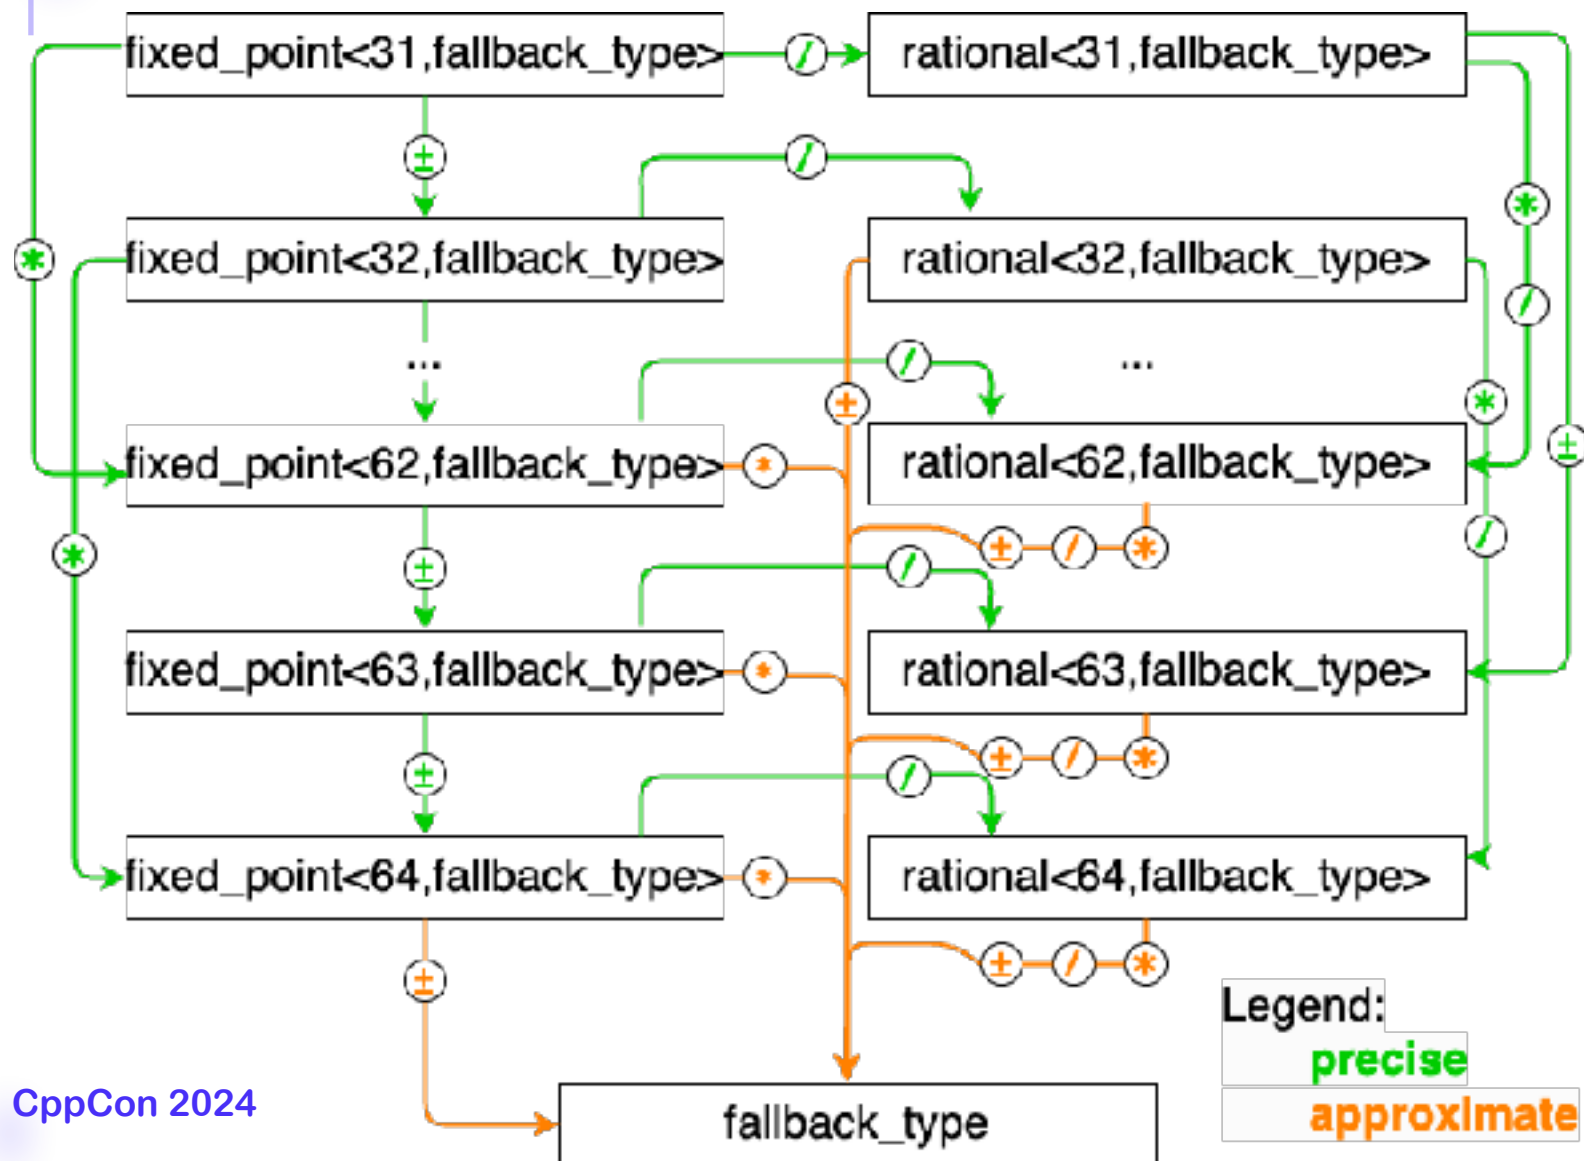 fixed_point<31,fallback_type>
/
rational<31,fallback_type>
±
/
*
fixed_point<32,fallback_type>
rational<32,fallback_type>
*
/
...
/
...
±
*
±
fixed_point<62,fallback_type>
*
rational<62,fallback_type>
/
*
±
/
± / *
fixed_point<63,fallback_type>
*
rational<63,fallback_type>
±
/
± / *
fixed_point<64,fallback_type>
*
rational<64,fallback_type>
±
± / *
Legend:
precise
approximate
CppCon 2024
fallback_type